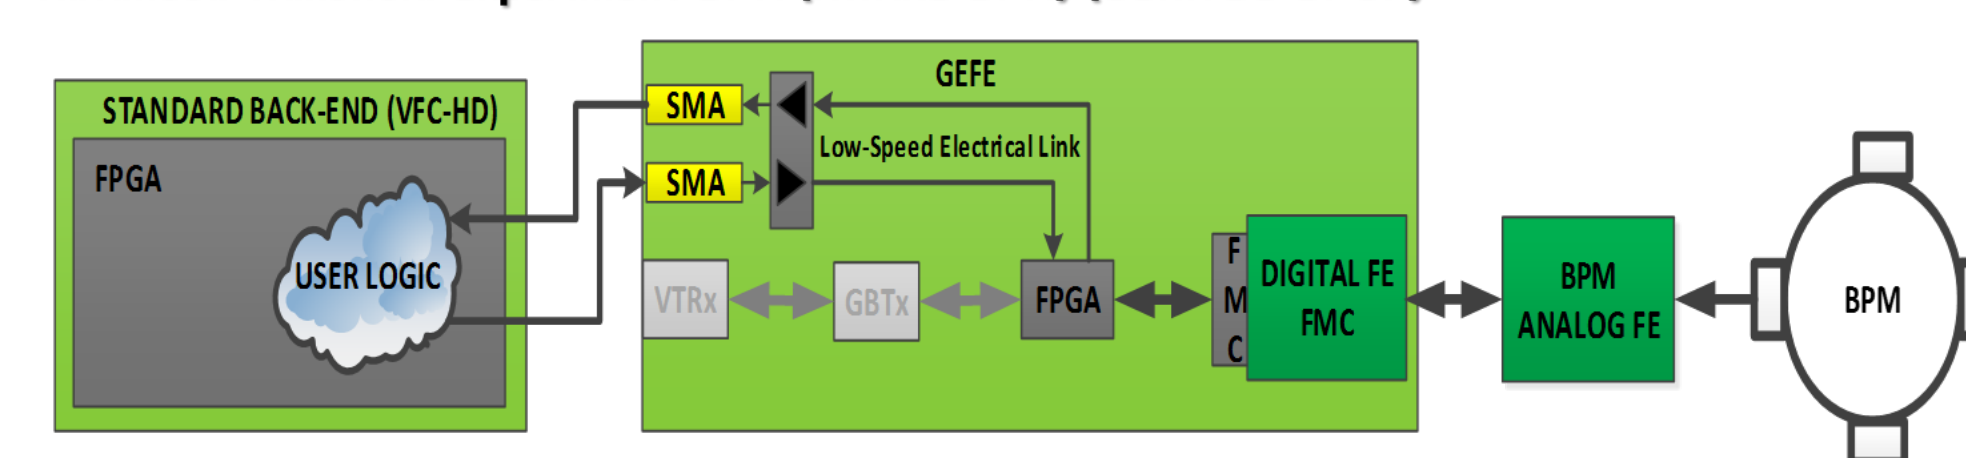 STANDARD BACK-END (VFC-HD)
FPGA
USER LOGIC
GEFE
SMA
Low-Speed Electrical Link
SMA
VTRx
GBTx
FPGA
F
M
C
DIGITAL FE
FMC
BPM
ANALOG FE
BPM